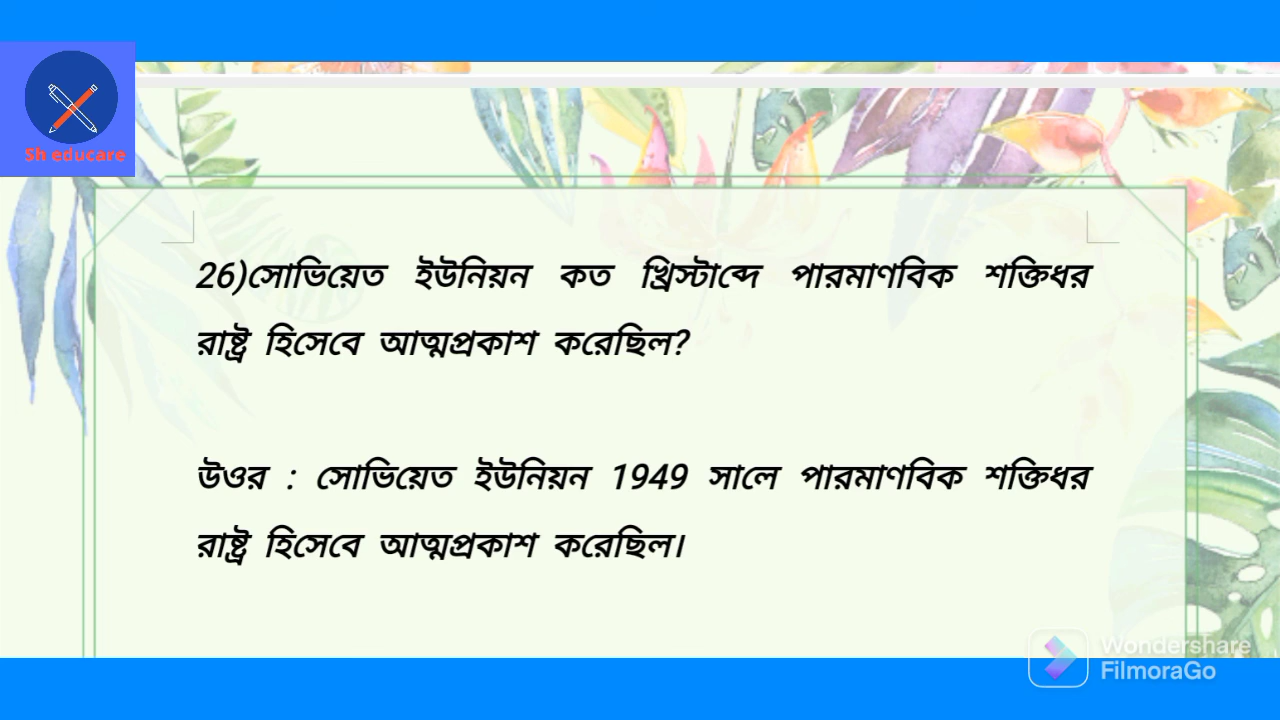 Sh educare
26)সোভিয়েত ইউনিয়ন কত খ্রিস্টাব্দে পারমাণবিক শক্তিধর
রাষ্ট্র হিসেবে আত্মপ্রকাশ করেছিল?
উওর : সোভিয়েত ইউনিয়ন 1949 সালে পারমাণবিক শক্তিধর
রাষ্ট্র হিসেবে আত্মপ্রকাশ করেছিল।
Wondershare
FilmoraGo